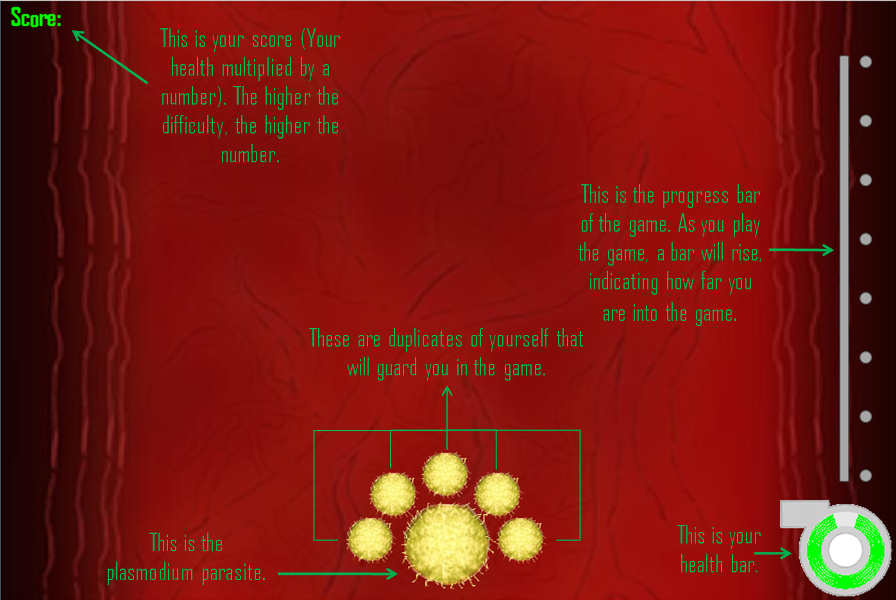 Score:
This is your score (Your
health multiplied by a
number). The higher the
difficulty, the higher the
number.
This is the progress bar
of the game. As you play
the game, a bar will rise,
indicating how far you
are into the game.
These are duplicates of yourself that
will guard you in the game.
This is the
plasmodium parasite.
This is your
health bar.